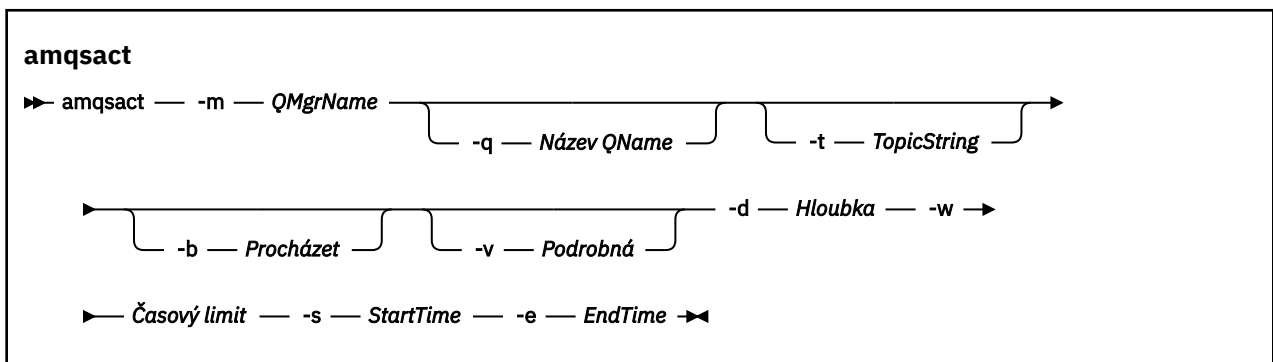 amqsact
amqsact -m QMgrName
-q Název QName -t TopicString
-d Hloubka -w
-b Procházet -v Podrobná
Časový limit -s StartTime -e EndTime